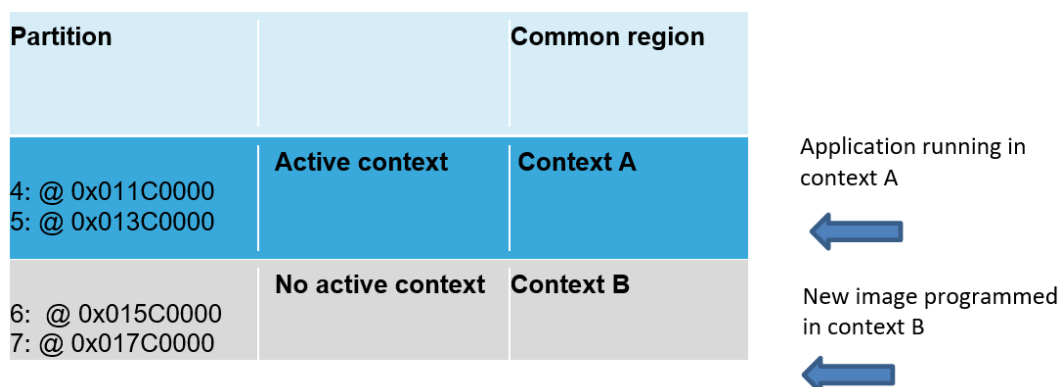 Partition Common region
Active context Context A
4: @ 0x011C0000
5: @ 0x013C0000
Application running in
context A
No active context Context B
6: @ 0x015C0000
7: @ 0x017C0000
New image programmed
in context B